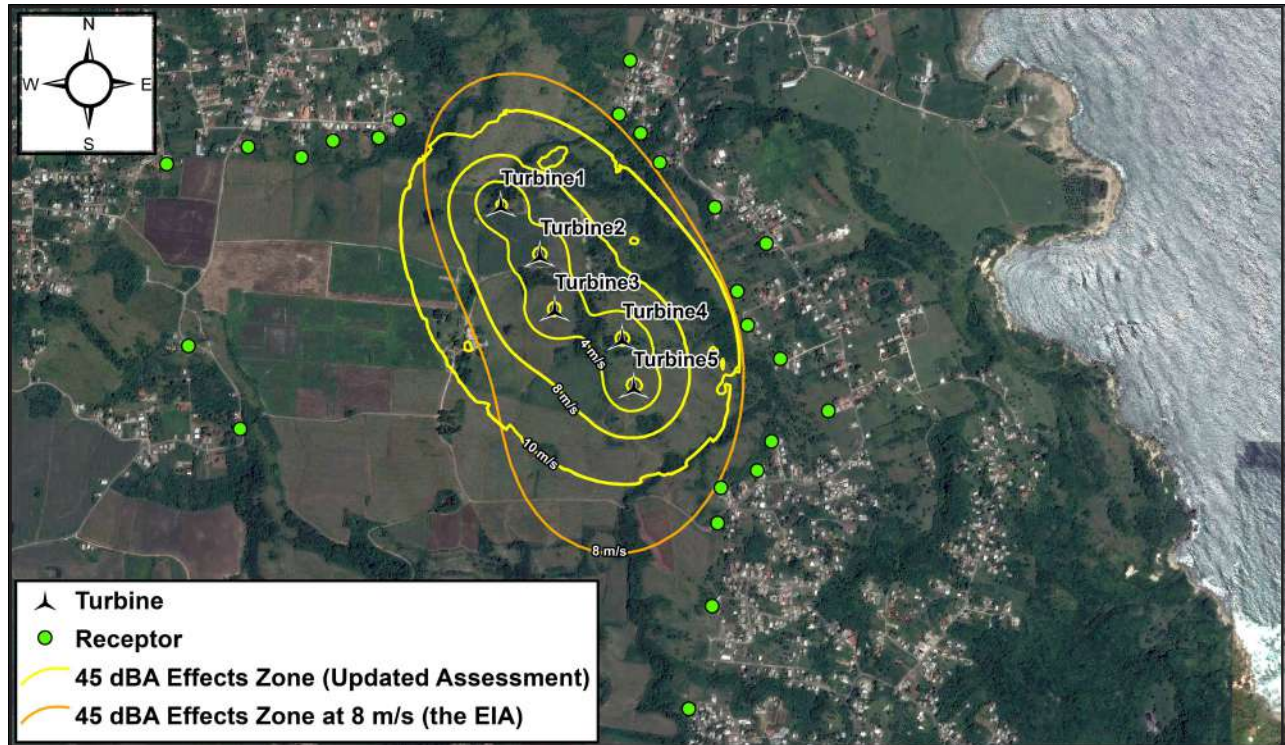 N
W
E
S
Turbine1
Turbine2
Turbine3
Turbine4
4 m/s
Turbine5
8 m/s
10 m/s
8 m/s
Turbine
Receptor
45 dBA Effects Zone (Updated Assessment)
45 dBA Effects Zone at 8 m/s (the EIA)